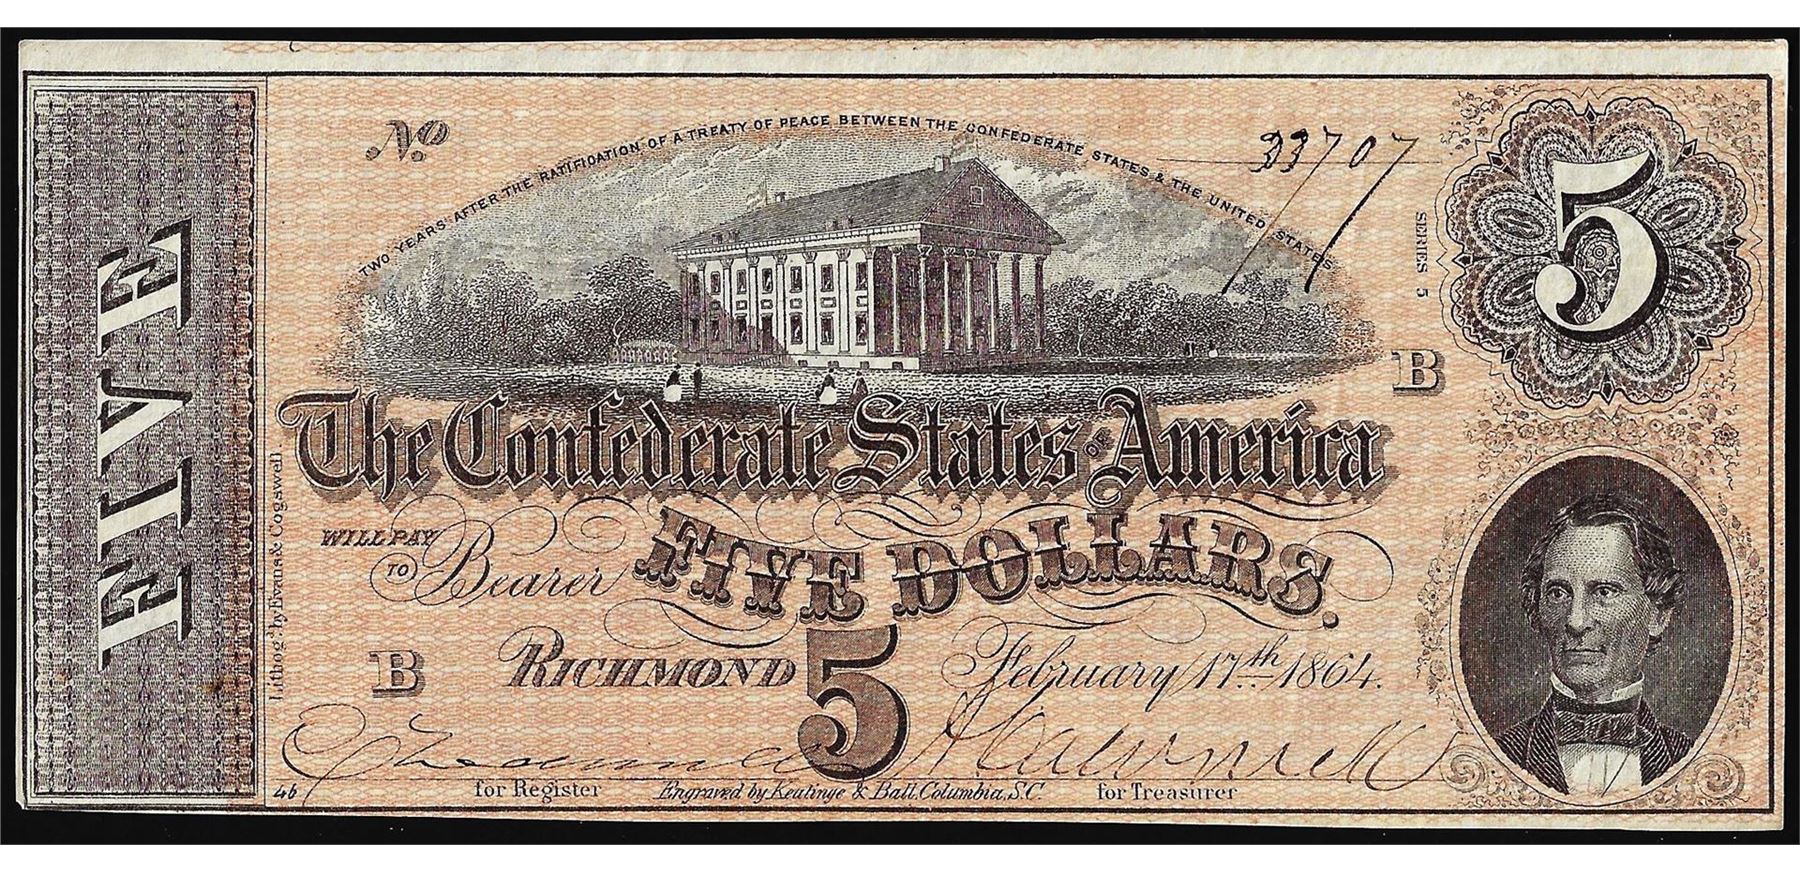 No. 33707
TWO YEARS AFTER THE RATIFICATION OF A TREATY OF PEACE BETWEEN THE CONFEDERATE STATES & THE UNITED STATES
5
SERIES 5
FIVE
B
The Confederate States OF America
WILL PAY TO Bearer FIVE DOLLARS.
Lithog'd by Evans & Cogswell
B RICHMOND 5 February 17th 1864.
46 for Register Engraved by Keatinge & Ball, Columbia, S.C. for Treasurer